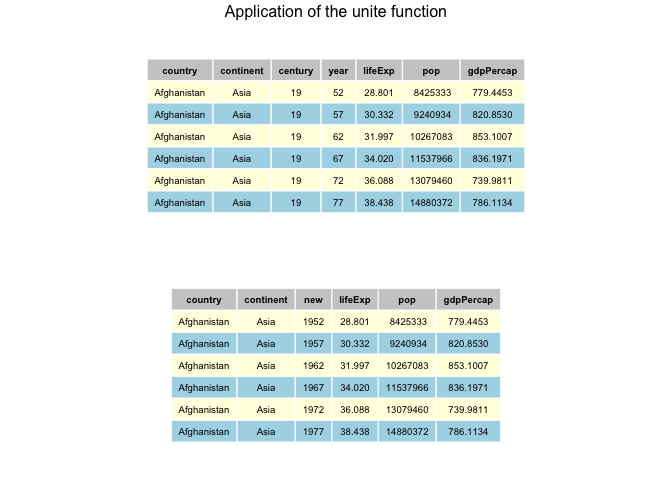 Application of the unite function
country continent century year lifeExp pop gdpPercap
Afghanistan Asia 19 52 28.801 8425333 779.4453
Afghanistan Asia 19 57 30.332 9240934 820.8530
Afghanistan Asia 19 62 31.997 10267083 853.1007
Afghanistan Asia 19 67 34.020 11537966 836.1971
Afghanistan Asia 19 72 36.088 13079460 739.9811
Afghanistan Asia 19 77 38.438 14880372 786.1134
country continent new lifeExp pop gdpPercap
Afghanistan Asia 1952 28.801 8425333 779.4453
Afghanistan Asia 1957 30.332 9240934 820.8530
Afghanistan Asia 1962 31.997 10267083 853.1007
Afghanistan Asia 1967 34.020 11537966 836.1971
Afghanistan Asia 1972 36.088 13079460 739.9811
Afghanistan Asia 1977 38.438 14880372 786.1134